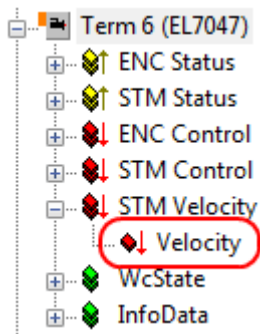 Term 6 (EL7047)
ENC Status
STM Status
ENC Control
STM Control
STM Velocity
Velocity
WcState
InfoData